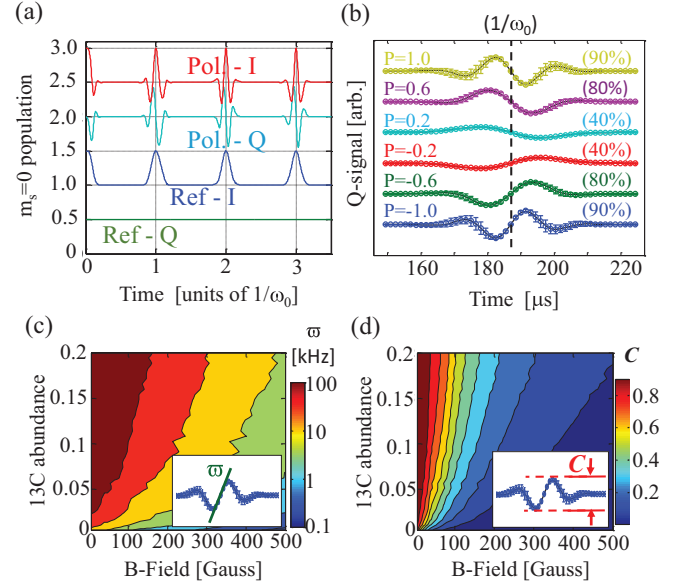 (a)
3.0
2.5
2.0
1.5
1.0
0.5
0
m_s=0 population
Pol. - I
Pol. - Q
Ref - I
Ref - Q
0 1 2 3
Time [units of 1/ω₀]
(b)
(1/ω₀)
Q-signal [arb.]
P=1.0 (90%)
P=0.6 (80%)
P=0.2 (40%)
P=-0.2 (40%)
P=-0.6 (80%)
P=-1.0 (90%)
160 180 200 220
Time [μs]
(c)
ϖ
[kHz]
0.2
0.15
0.1
0.05
0
13C abundance
100
10
1
0.1
ϖ
0 100 200 300 400 500
B-Field [Gauss]
(d)
C
0.2
0.15
0.1
0.05
0
13C abundance
0.8
0.6
0.4
0.2
C
0 100 200 300 400 500
B-Field [Gauss]